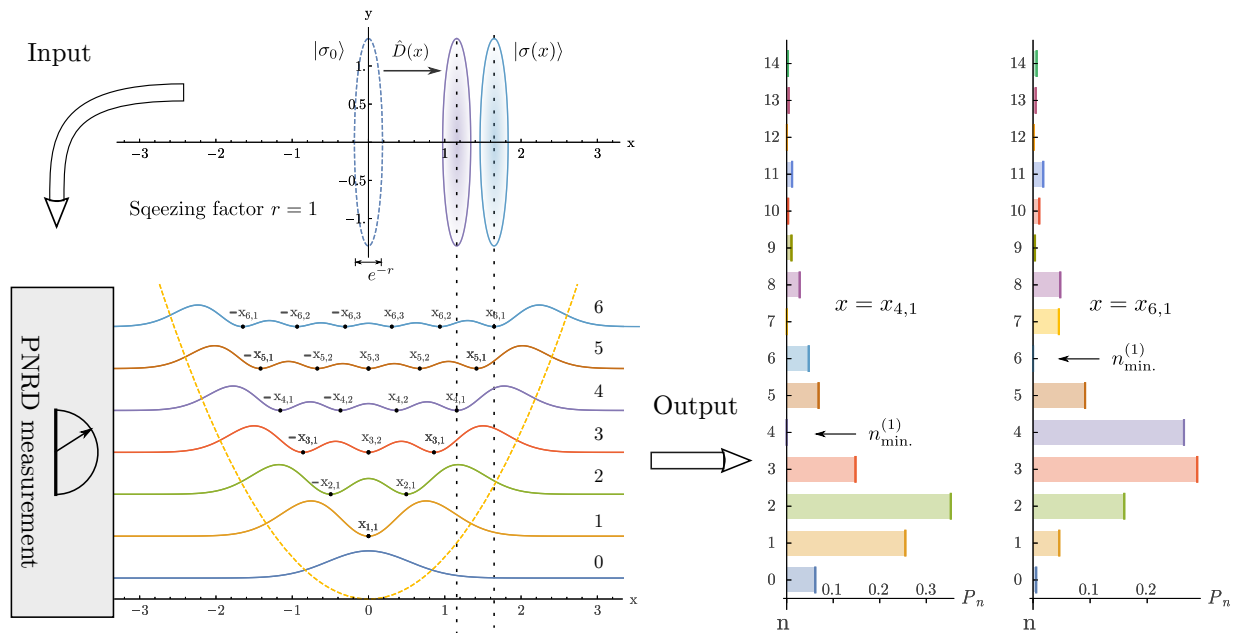 Input
y
|σ₀⟩
D̂(x)
|σ(x)⟩
1.
0.5
−3 −2 −1 0 1 2 3 x
−0.5
−1.
Sqeezing factor r = 1
e⁻ʳ
PNRD measurement
−x₆,₁ −x₆,₂ −x₆,₃ x₆,₃ x₆,₂ x₆,₁ 6
−x₅,₁ −x₅,₂ x₅,₃ x₅,₂ x₅,₁ 5
−x₄,₁ −x₄,₂ x₄,₂ x₄,₁ 4
−x₃,₁ x₃,₂ x₃,₁ 3
−x₂,₁ x₂,₁ 2
x₁,₁ 1
0
−3 −2 −1 0 1 2 3 x
Output
14
13
12
11
10
9
8
7
6
5
4
3
2
1
0
x = x₄,₁
n_min.^(1)
0.1 0.2 0.3 Pₙ
n
14
13
12
11
10
9
8
7
6
5
4
3
2
1
0
x = x₆,₁
n_min.^(1)
0.1 0.2 Pₙ
n